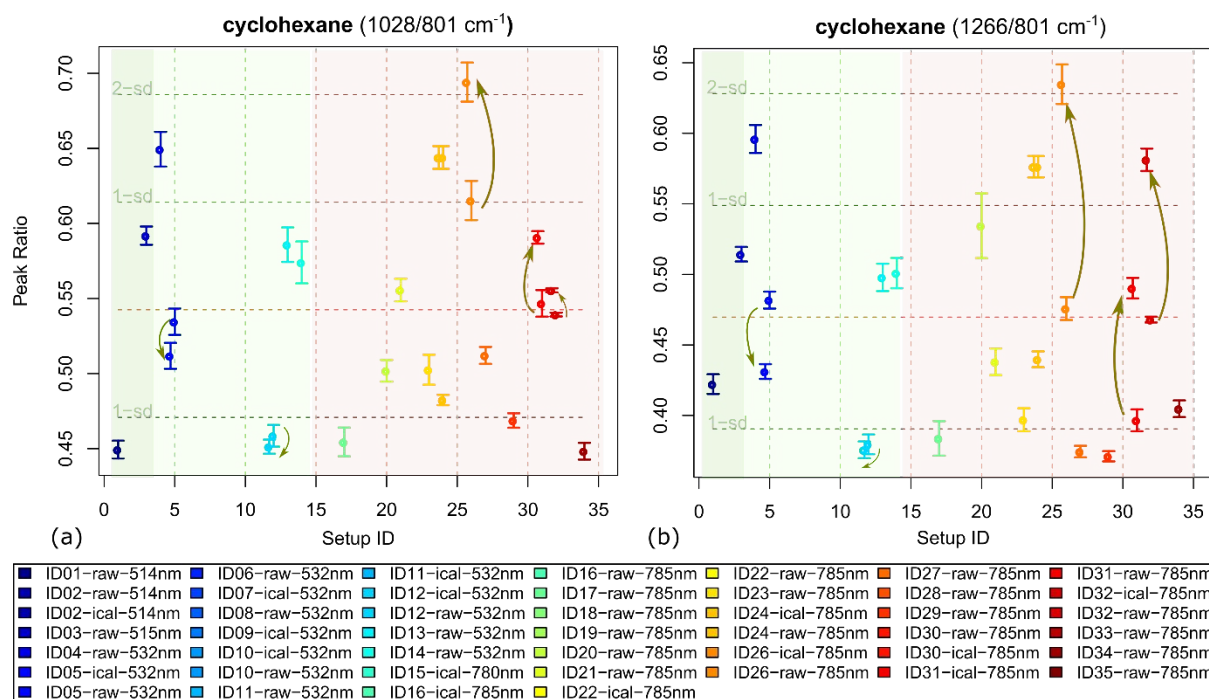 cyclohexane (1028/801 cm-1)
cyclohexane (1266/801 cm-1)
Peak Ratio
0.70
0.65
0.60
0.55
0.50
0.45
2-sd
1-sd
1-sd
0 5 10 15 20 25 30 35
(a) Setup ID
0.65
0.60
0.55
0.50
0.45
0.40
2-sd
1-sd
1-sd
0 5 10 15 20 25 30 35
(b) Setup ID
ID01-raw-514nm ID06-raw-532nm ID11-ical-532nm ID16-raw-785nm ID22-raw-785nm ID27-raw-785nm ID31-raw-785nm
ID02-raw-514nm ID07-ical-532nm ID12-ical-532nm ID17-raw-785nm ID23-raw-785nm ID28-raw-785nm ID32-ical-785nm
ID02-ical-514nm ID08-raw-532nm ID12-raw-532nm ID18-raw-785nm ID24-ical-785nm ID29-raw-785nm ID32-raw-785nm
ID03-raw-515nm ID09-ical-532nm ID13-raw-532nm ID19-raw-785nm ID24-raw-785nm ID30-raw-785nm ID33-raw-785nm
ID04-raw-532nm ID10-ical-532nm ID14-raw-532nm ID20-raw-785nm ID26-ical-785nm ID30-ical-785nm ID34-raw-785nm
ID05-ical-532nm ID10-raw-532nm ID15-ical-780nm ID21-raw-785nm ID26-raw-785nm ID31-ical-785nm ID35-raw-785nm
ID05-raw-532nm ID11-raw-532nm ID16-ical-785nm ID22-ical-785nm